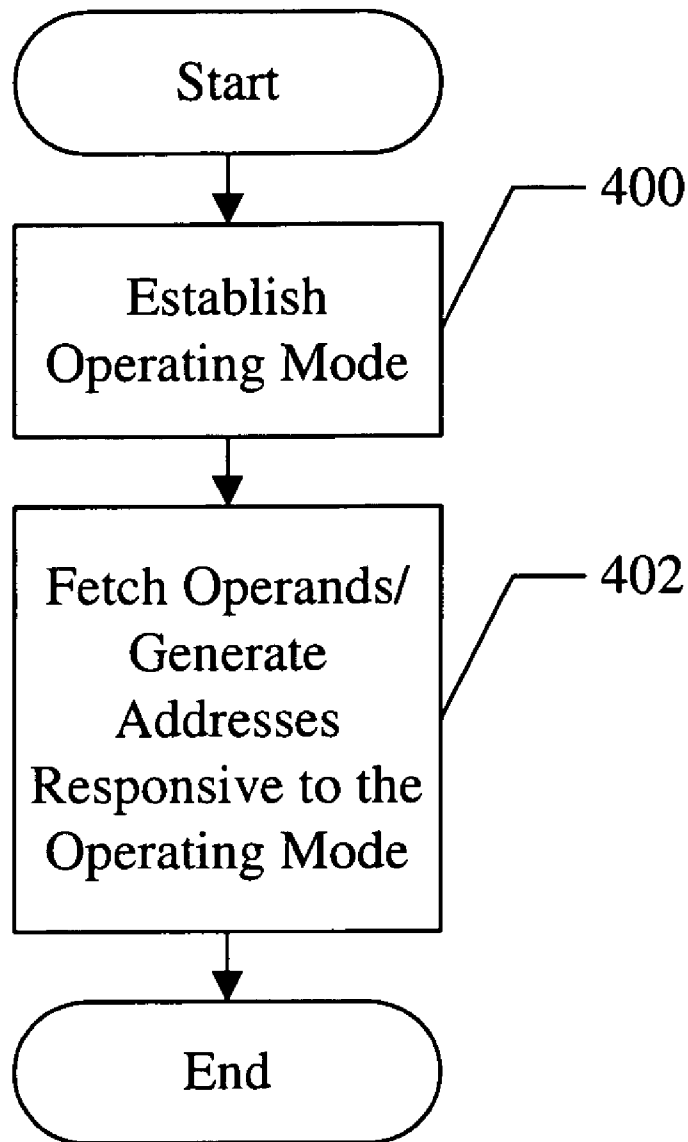 Start
400
Establish
Operating Mode
402
Fetch Operands/
Generate
Addresses
Responsive to the
Operating Mode
End